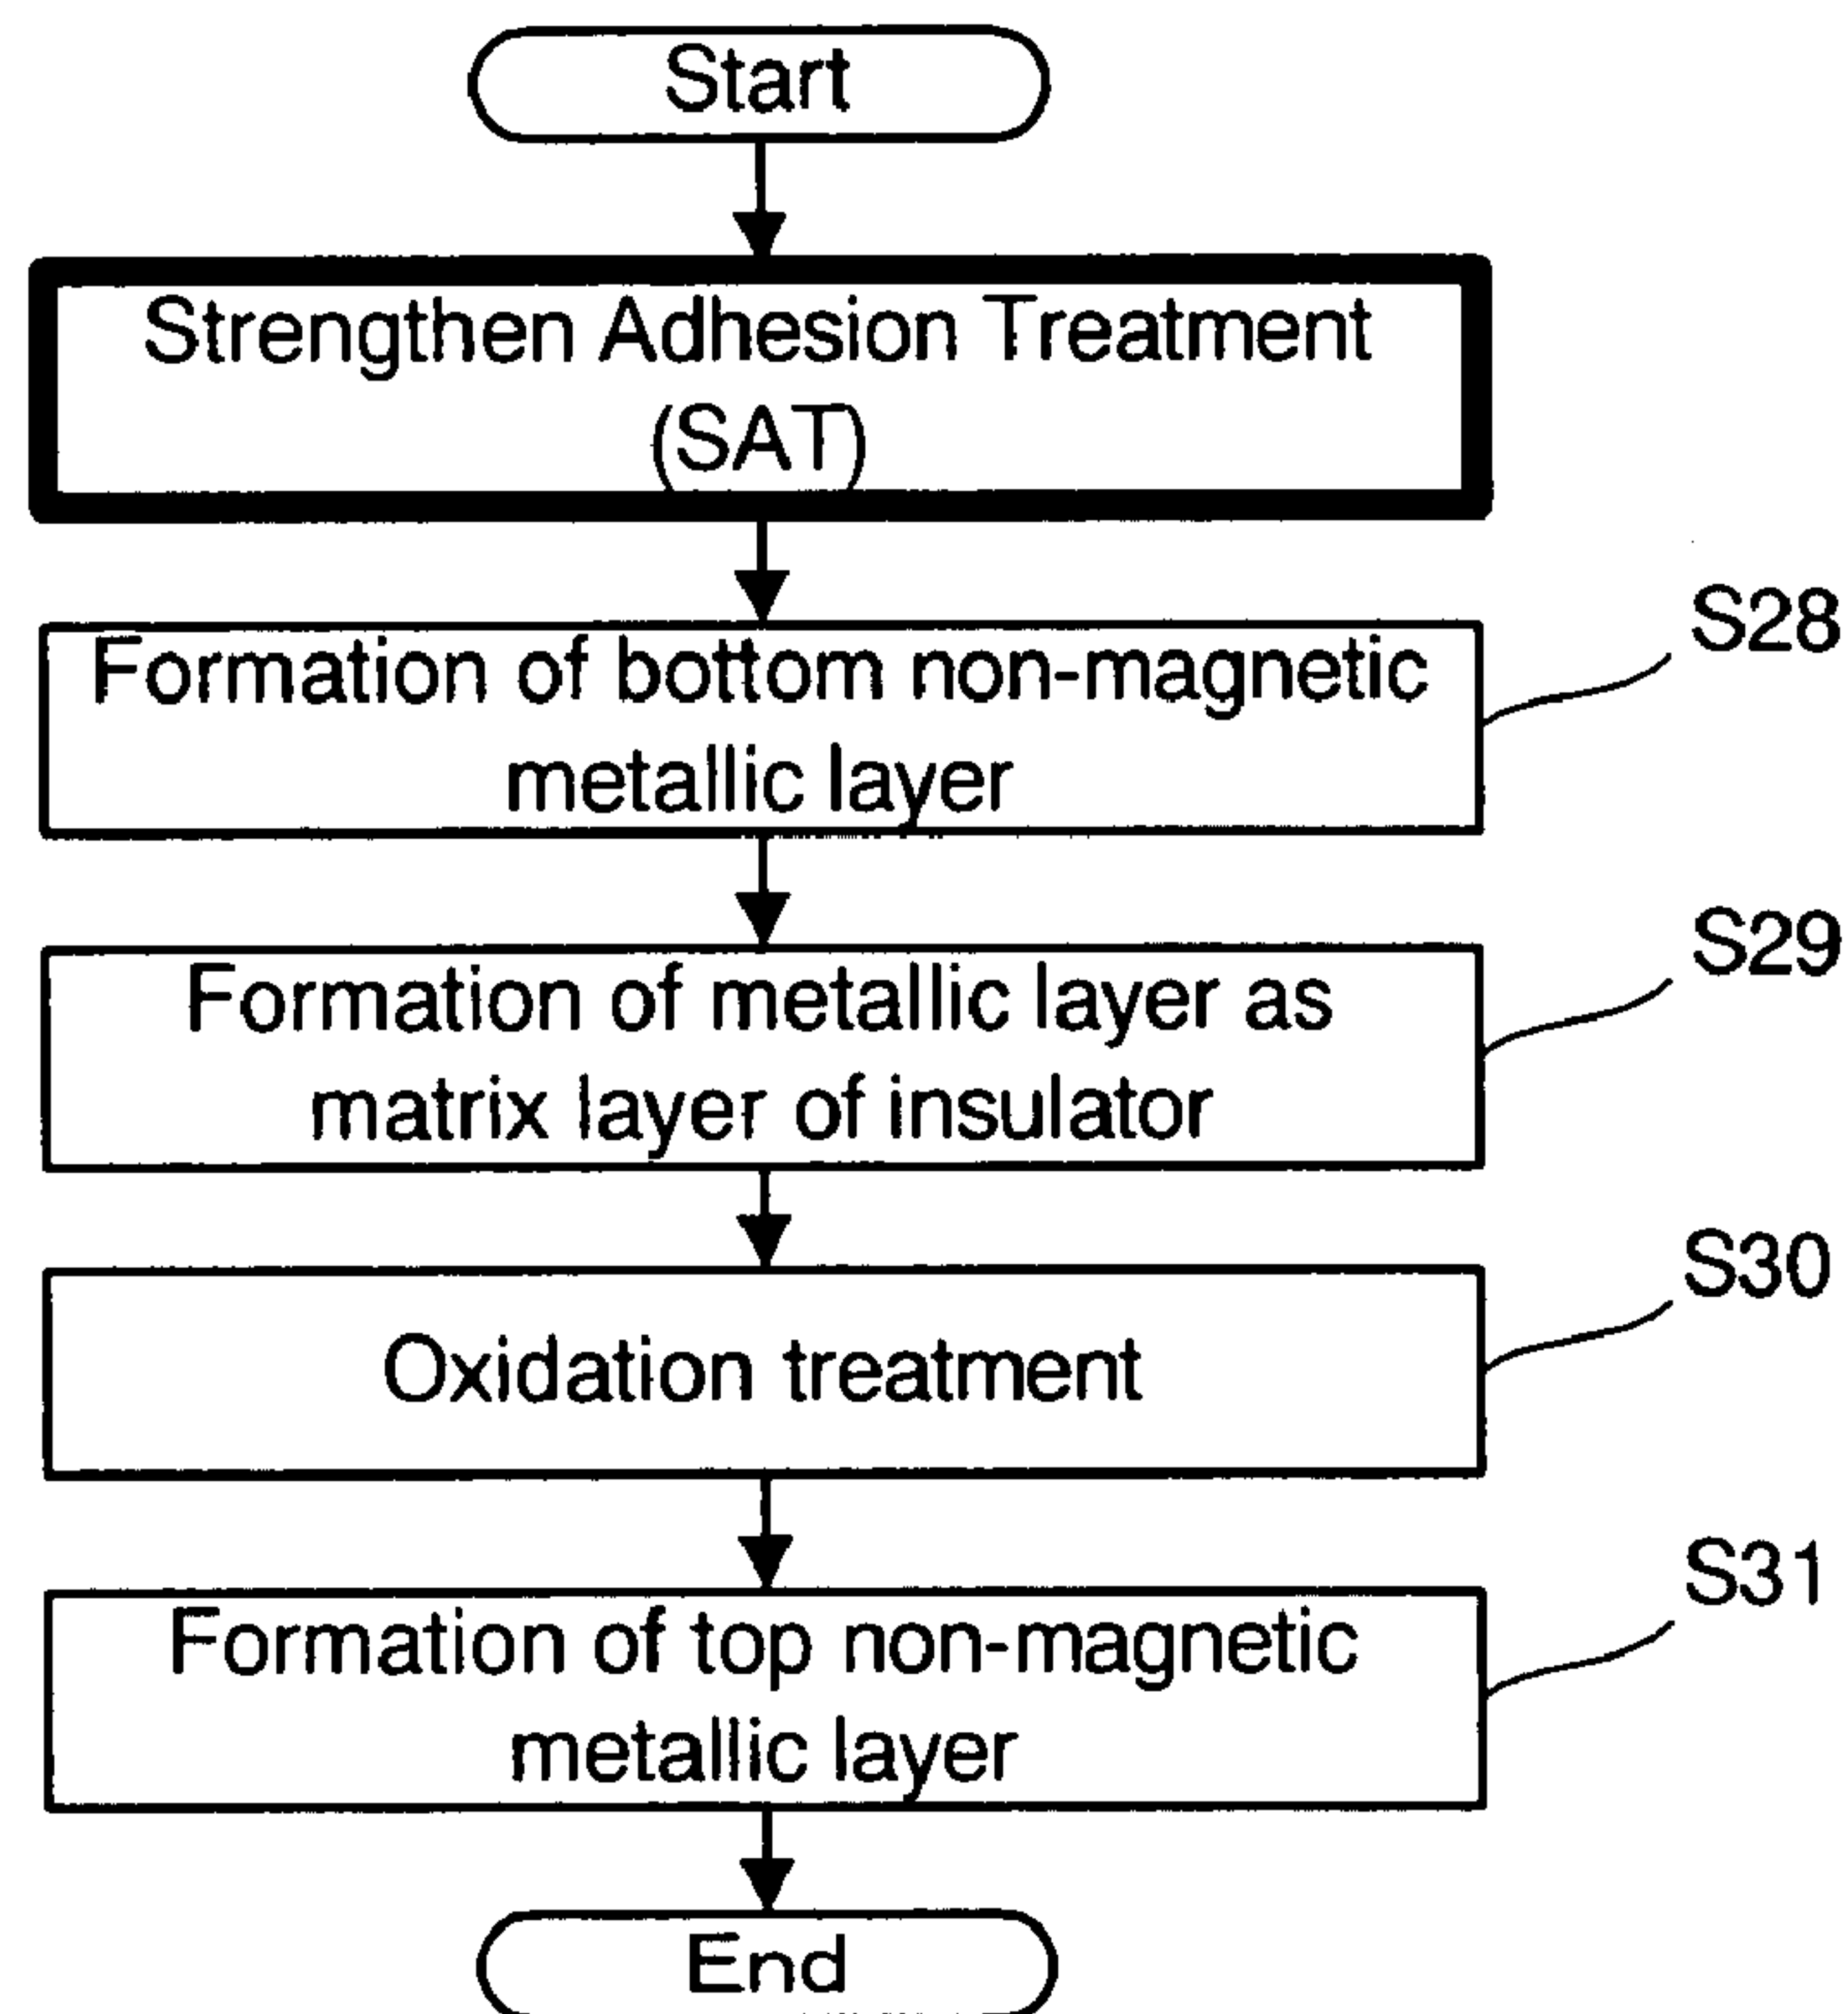 Start
Strengthen Adhesion Treatment
(SAT)
S28
Formation of bottom non-magnetic
metallic layer
S29
Formation of metallic layer as
matrix layer of insulator
S30
Oxidation treatment
S31
Formation of top non-magnetic
metallic layer
End